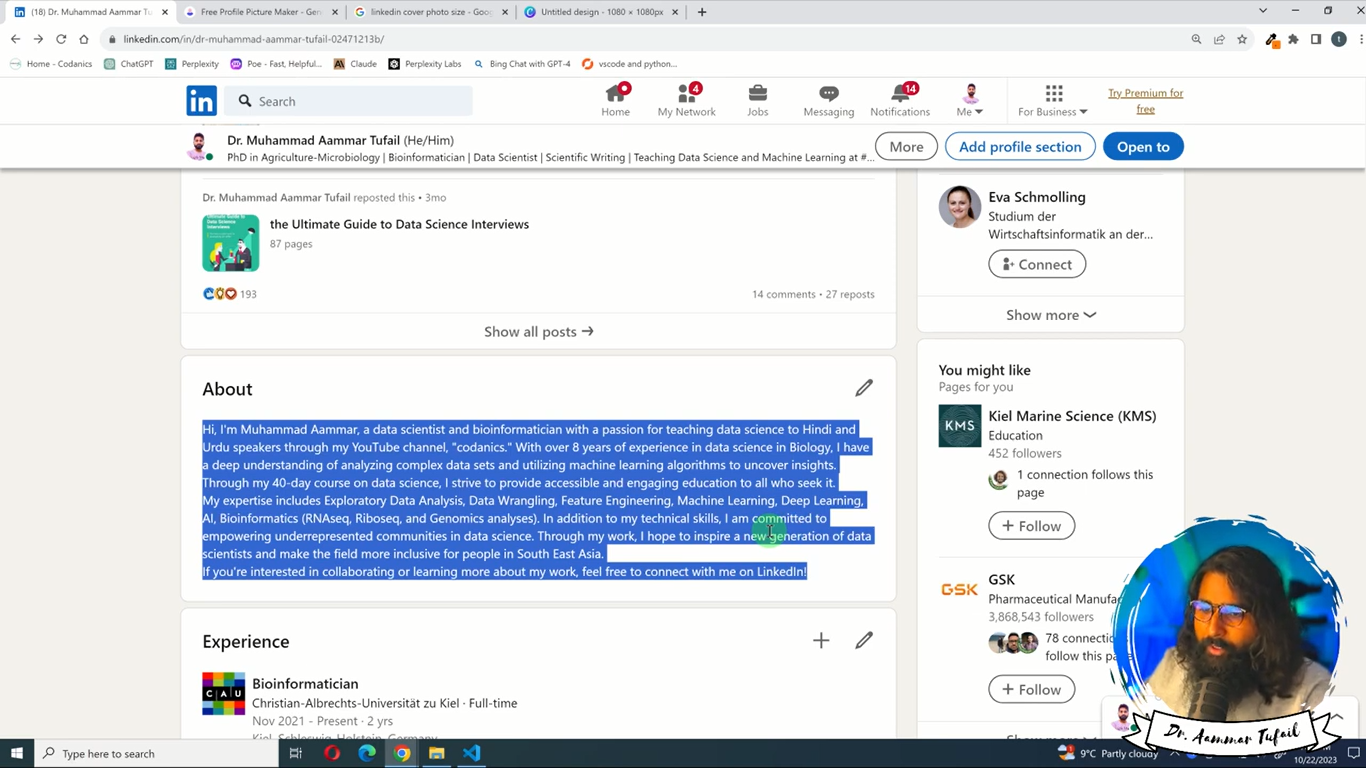 (18) Dr. Muhammad Aammar Tufail
Free Profile Picture Maker - Gen
linkedin cover photo size - Goog
Untitled design - 1080 × 1080px
linkedin.com/in/dr-muhammad-aammar-tufail-02471213b/
t
Home - Codanics
ChatGPT
Perplexity
Poe - Fast, Helpful...
Claude
Perplexity Labs
Bing Chat with GPT-4
vscode and python...
in
Search
Home
4
My Network
Jobs
Messaging
14
Notifications
Me
For Business
Try Premium for
free
Dr. Muhammad Aammar Tufail (He/Him)
PhD in Agriculture-Microbiology | Bioinformatician | Data Scientist | Scientific Writing | Teaching Data Science and Machine Learning at #...
More
Add profile section
Open to
Dr. Muhammad Aammar Tufail reposted this • 3mo
the Ultimate Guide to Data Science Interviews
87 pages
193
14 comments • 27 reposts
Show all posts →
About
Hi, I'm Muhammad Aammar, a data scientist and bioinformatician with a passion for teaching data science to Hindi and
Urdu speakers through my YouTube channel, "codanics." With over 8 years of experience in data science in Biology, I have
a deep understanding of analyzing complex data sets and utilizing machine learning algorithms to uncover insights.
Through my 40-day course on data science, I strive to provide accessible and engaging education to all who seek it.
My expertise includes Exploratory Data Analysis, Data Wrangling, Feature Engineering, Machine Learning, Deep Learning,
AI, Bioinformatics (RNAseq, Riboseq, and Genomics analyses). In addition to my technical skills, I am committed to
empowering underrepresented communities in data science. Through my work, I hope to inspire a new generation of data
scientists and make the field more inclusive for people in South East Asia.
If you're interested in collaborating or learning more about my work, feel free to connect with me on LinkedIn!
Experience
CAU
Bioinformatician
Christian-Albrechts-Universität zu Kiel · Full-time
Nov 2021 - Present · 2 yrs
Kiel, Schleswig-Holstein, Germany
Eva Schmolling
Studium der
Wirtschaftsinformatik an der...
Connect
Show more
You might like
Pages for you
KMS
Kiel Marine Science (KMS)
Education
452 followers
1 connection follows this
page
+ Follow
GSK
GSK
Pharmaceutical Manufac
3,868,543 followers
78 connectio
follow this pa
+ Follow
Dr. Aammar Tufail
Type here to search
9°C Partly cloudy
10/22/2023